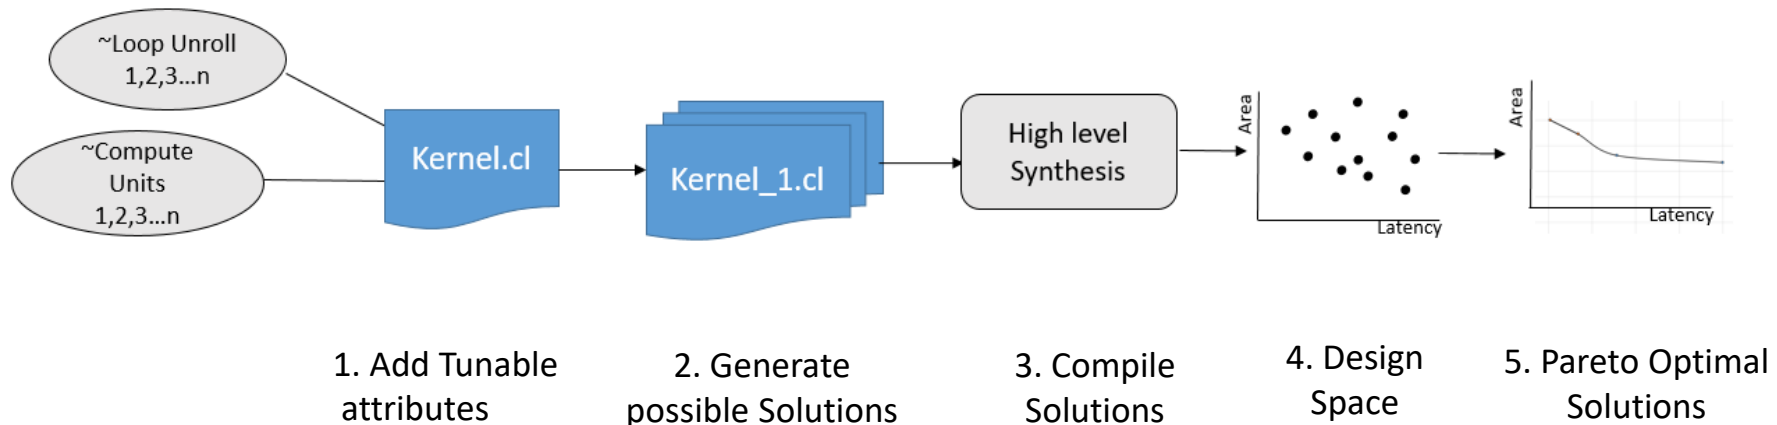 ~Loop Unroll
1,2,3...n
~Compute
Units
1,2,3...n
Kernel.cl
Kernel_1.cl
High level
Synthesis
Area
Latency
Area
Latency
1. Add Tunable
attributes
2. Generate
possible Solutions
3. Compile
Solutions
4. Design
Space
5. Pareto Optimal
Solutions